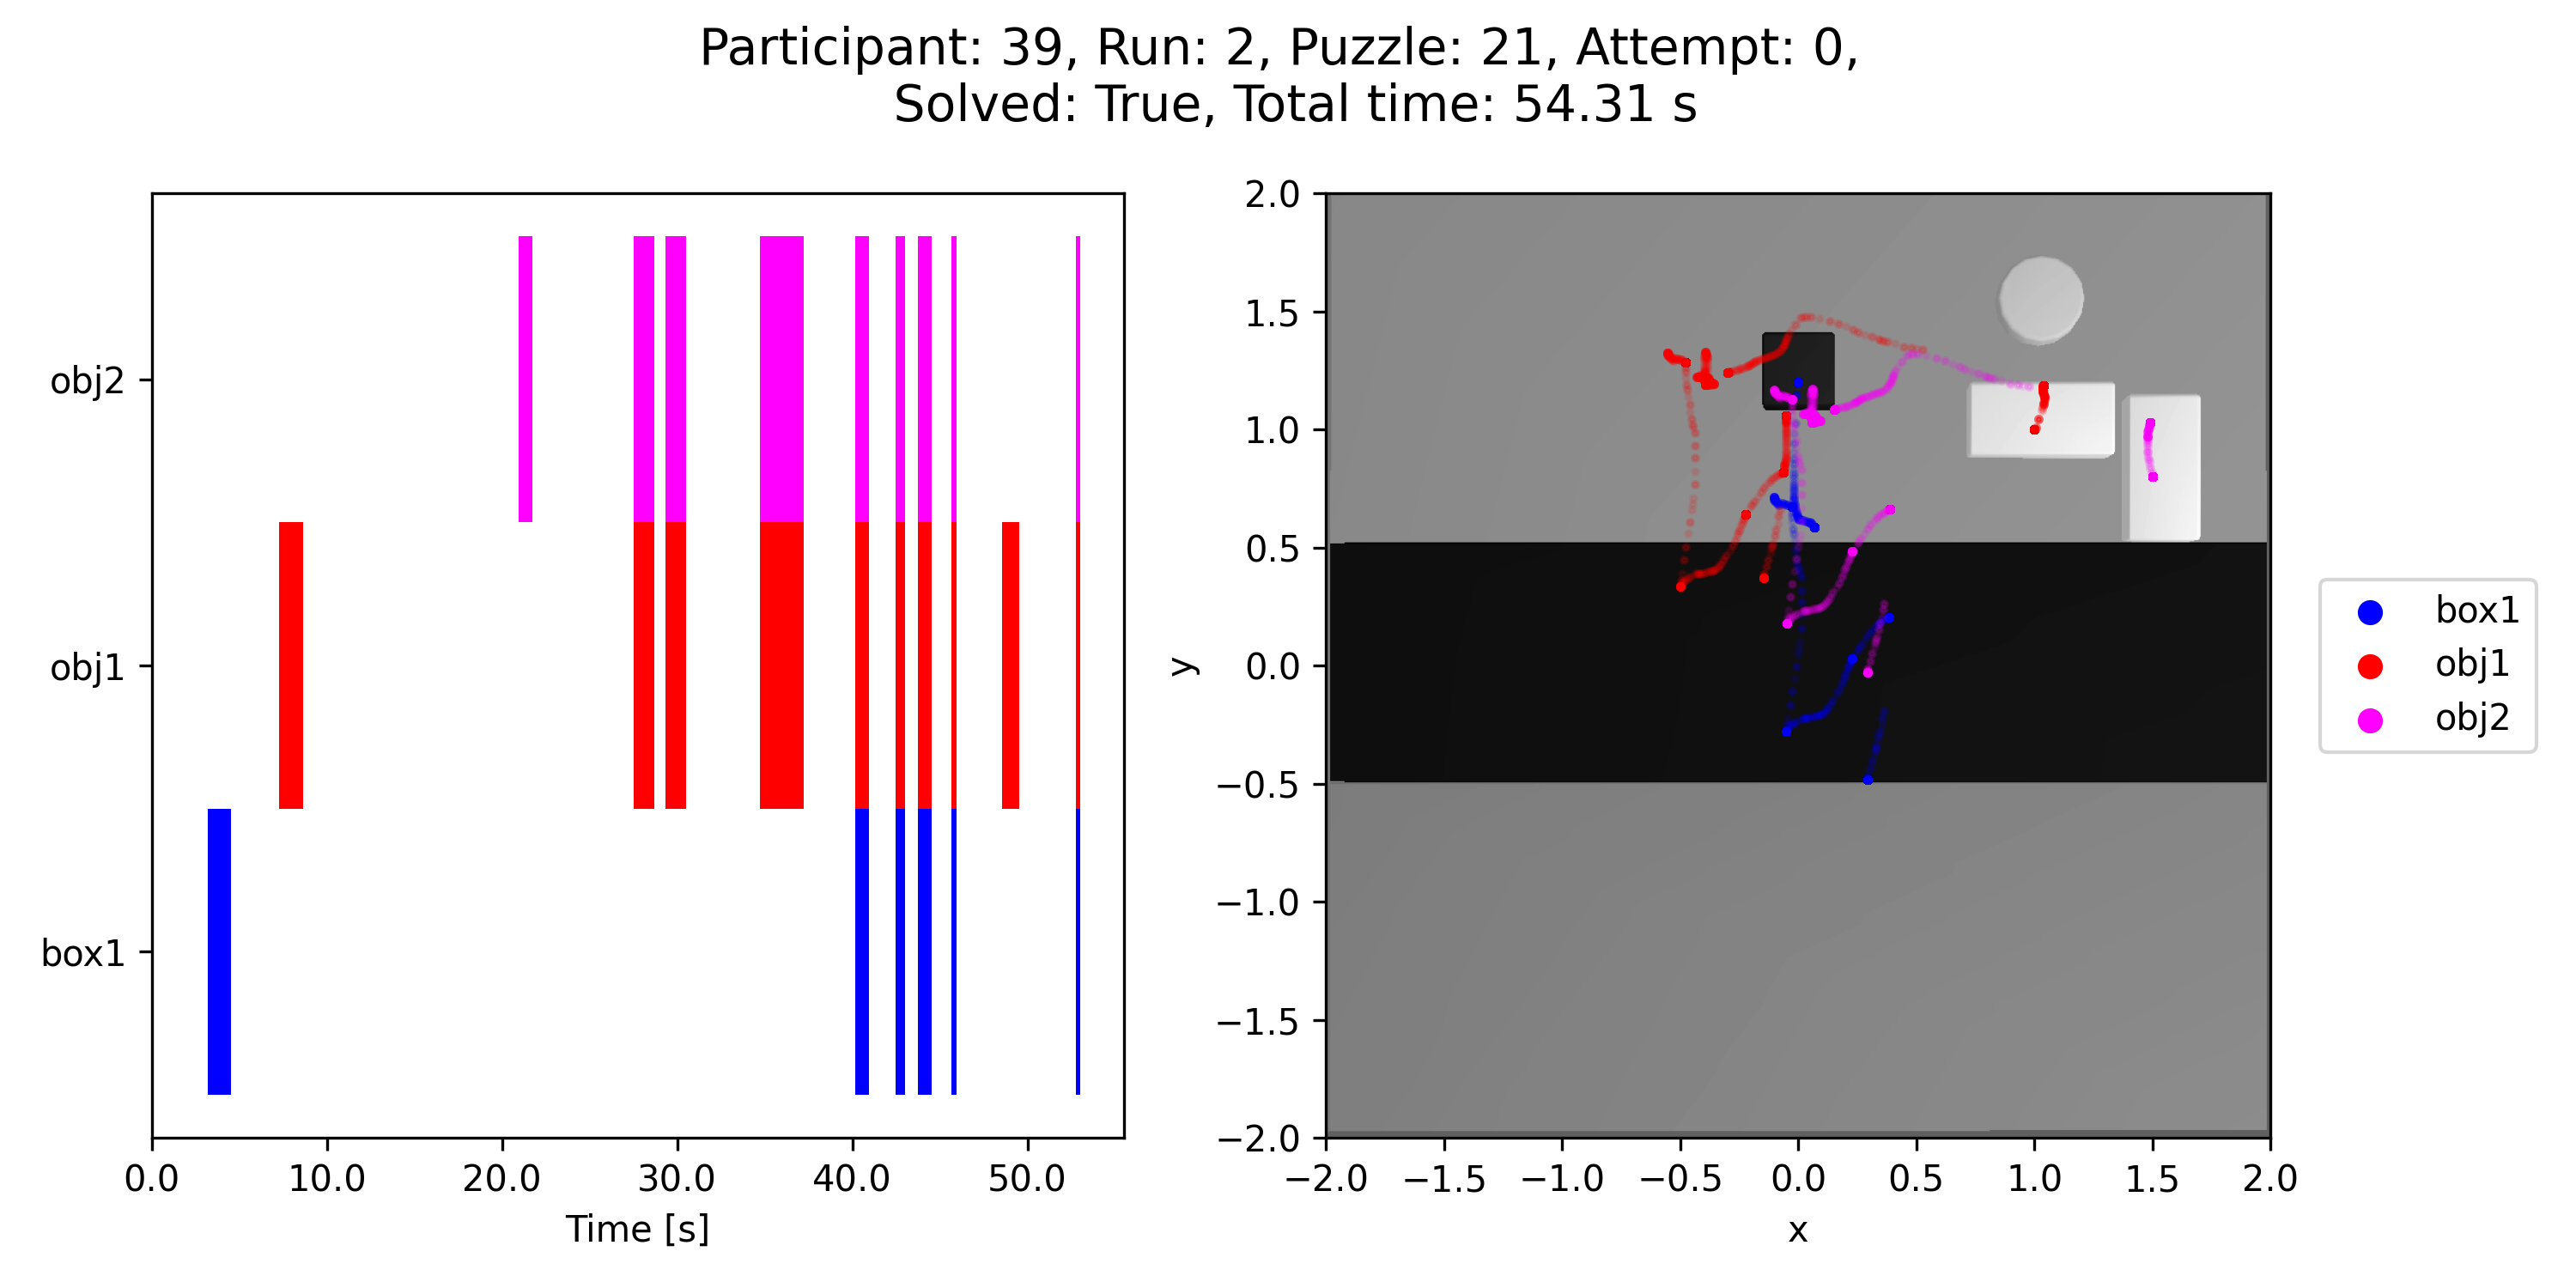 Participant: 39, Run: 2, Puzzle: 21, Attempt: 0,
Solved: True, Total time: 54.31 s
obj2
obj1
box1
0.0 10.0 20.0 30.0 40.0 50.0
Time [s]
2.0
1.5
1.0
0.5
0.0
−0.5
−1.0
−1.5
−2.0
y
−2.0 −1.5 −1.0 −0.5 0.0 0.5 1.0 1.5 2.0
x
box1
obj1
obj2